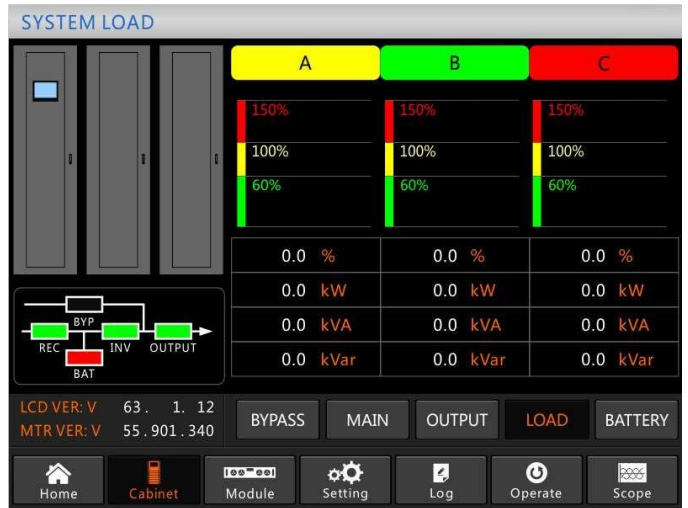 SYSTEM LOAD
A B C
150% 150% 150%
100% 100% 100%
60% 60% 60%
0.0 % 0.0 % 0.0 %
0.0 kW 0.0 kW 0.0 kW
0.0 kVA 0.0 kVA 0.0 kVA
0.0 kVar 0.0 kVar 0.0 kVar
BYP
REC INV OUTPUT
BAT
LCD VER: V 63. 1. 12
MTR VER: V 55.901.340
BYPASS MAIN OUTPUT LOAD BATTERY
Home Cabinet Module Setting Log Operate Scope